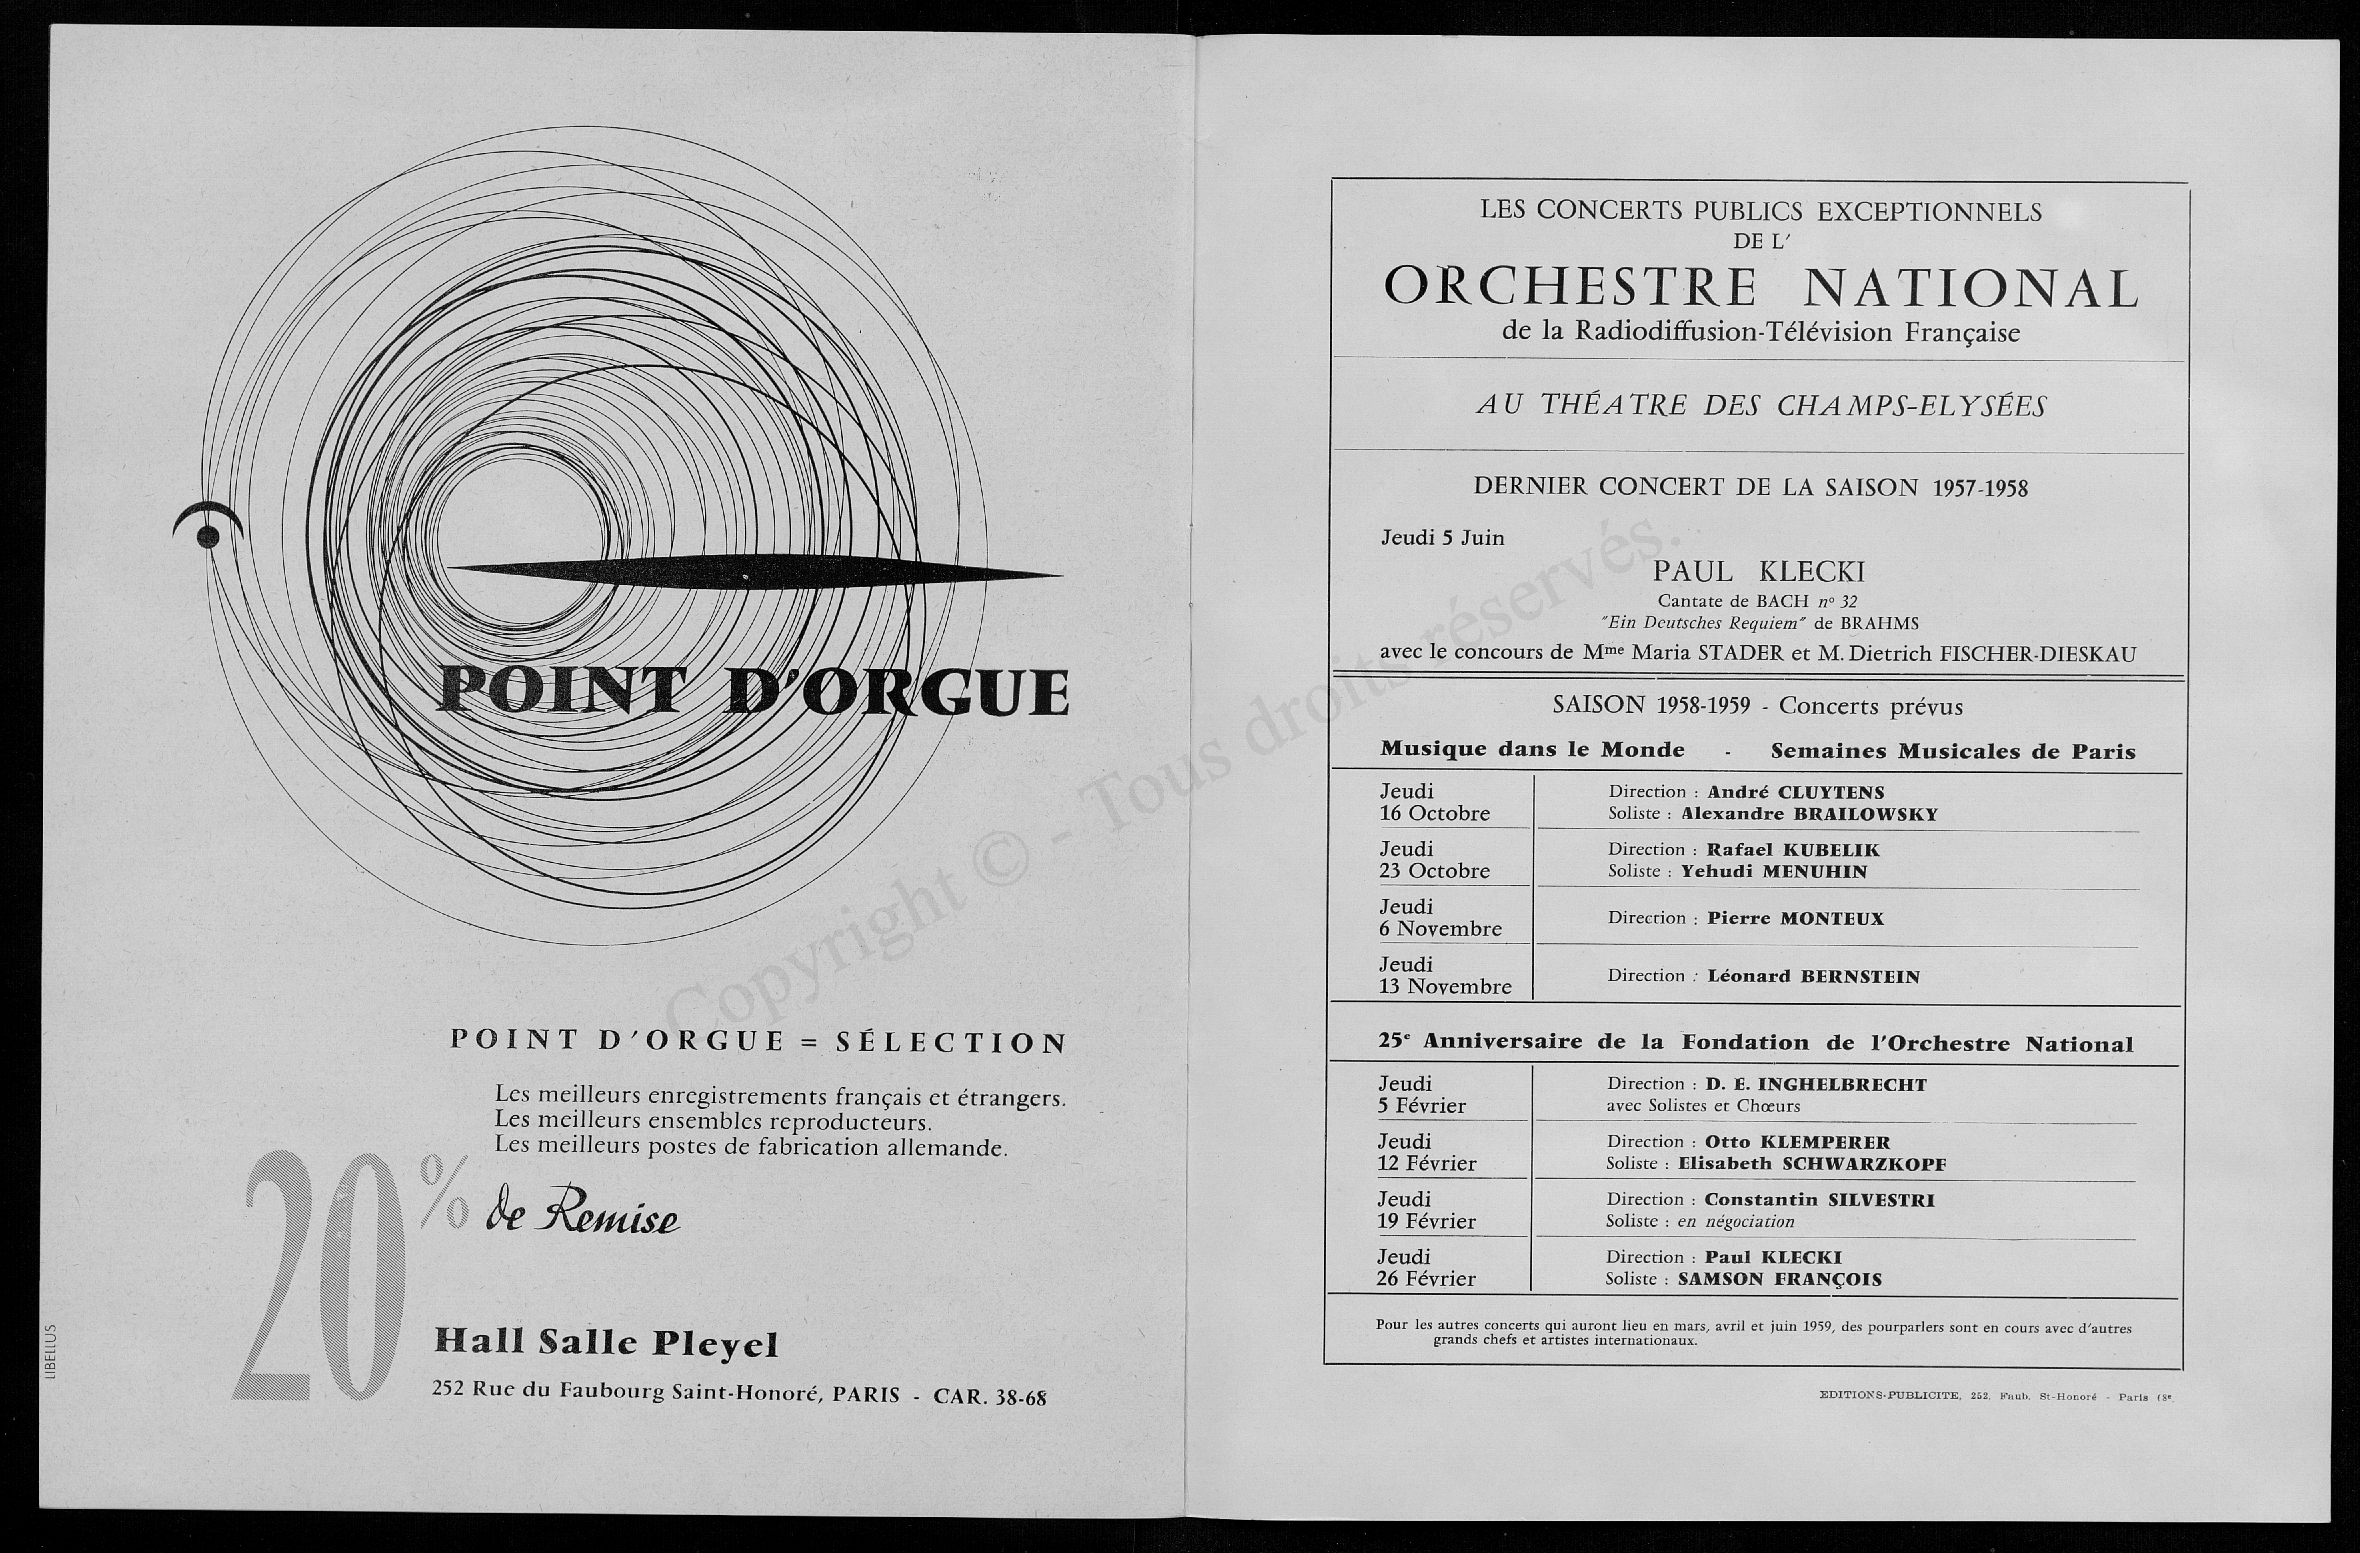 POINT D'ORGUE
POINT D'ORGUE = SÉLECTION
Les meilleurs enregistrements français et étrangers.
Les meilleurs ensembles reproducteurs.
Les meilleurs postes de fabrication allemande.
20% de Remise
Hall Salle Pleyel
252 Rue du Faubourg Saint-Honoré, PARIS - CAR. 38-68
LIBELLUS
LES CONCERTS PUBLICS EXCEPTIONNELS
DE L'
ORCHESTRE NATIONAL
de la Radiodiffusion-Télévision Française
AU THÉATRE DES CHAMPS-ELYSÉES
DERNIER CONCERT DE LA SAISON 1957-1958
Jeudi 5 Juin
PAUL KLECKI
Cantate de BACH nº 32
"Ein Deutsches Requiem" de BRAHMS
avec le concours de Mme Maria STADER et M. Dietrich FISCHER-DIESKAU
SAISON 1958-1959 - Concerts prévus
Musique dans le Monde - Semaines Musicales de Paris
Jeudi
16 Octobre
Direction : André CLUYTENS
Soliste : Alexandre BRAILOWSKY
Jeudi
23 Octobre
Direction : Rafael KUBELIK
Soliste : Yehudi MENUHIN
Jeudi
6 Novembre
Direction : Pierre MONTEUX
Jeudi
13 Novembre
Direction : Léonard BERNSTEIN
25e Anniversaire de la Fondation de l'Orchestre National
Jeudi
5 Février
Direction : D. E. INGHELBRECHT
avec Solistes et Chœurs
Jeudi
12 Février
Direction : Otto KLEMPERER
Soliste : Elisabeth SCHWARZKOPF
Jeudi
19 Février
Direction : Constantin SILVESTRI
Soliste : en négociation
Jeudi
26 Février
Direction : Paul KLECKI
Soliste : SAMSON FRANÇOIS
Pour les autres concerts qui auront lieu en mars, avril et juin 1959, des pourparlers sont en cours avec d'autres
grands chefs et artistes internationaux.
EDITIONS-PUBLICITE, 252, Faub. St-Honoré - Paris (8e
Copyright © - Tous droits réservés.